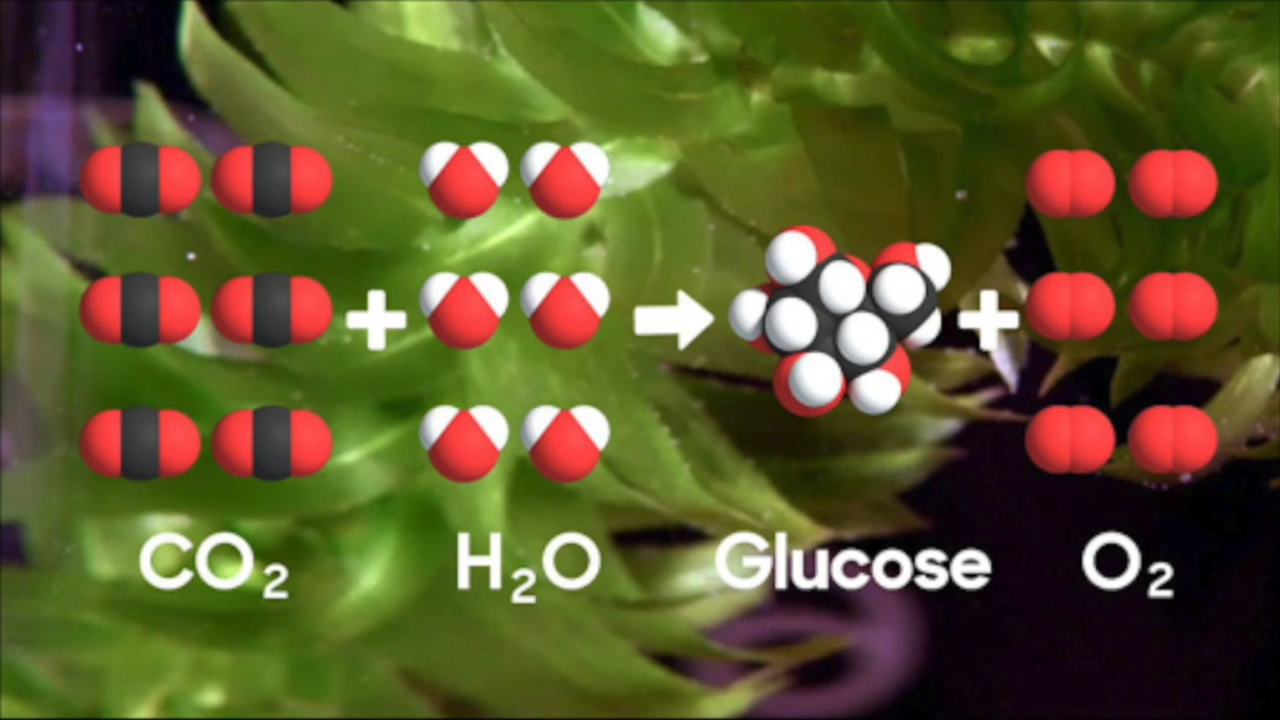 CO₂ + H₂O → Glucose + O₂